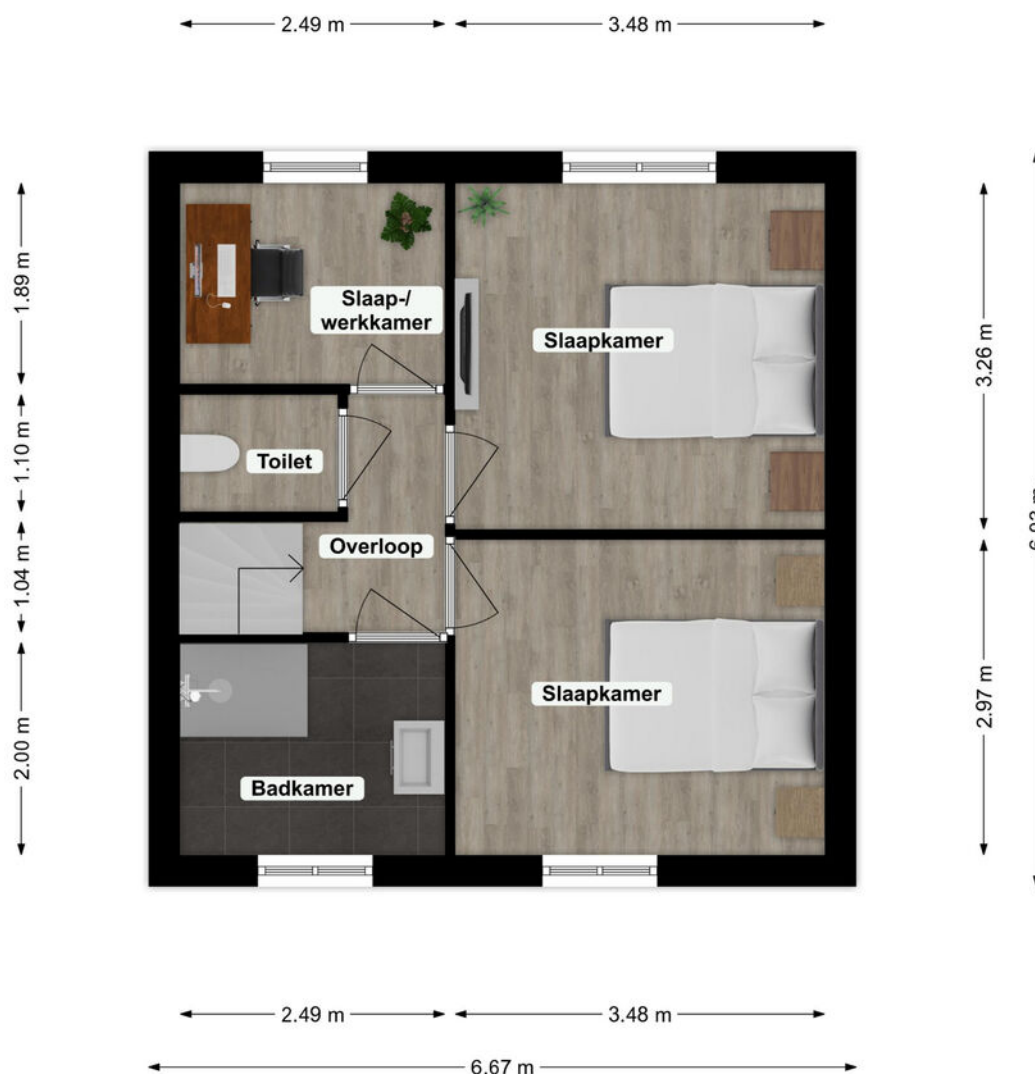 2.49 m
3.48 m
1.89 m
1.10 m
1.04 m
2.00 m
Slaap-/
werkkamer
Slaapkamer
Toilet
Overloop
Slaapkamer
Badkamer
3.26 m
2.97 m
2.49 m
3.48 m
6.67 m